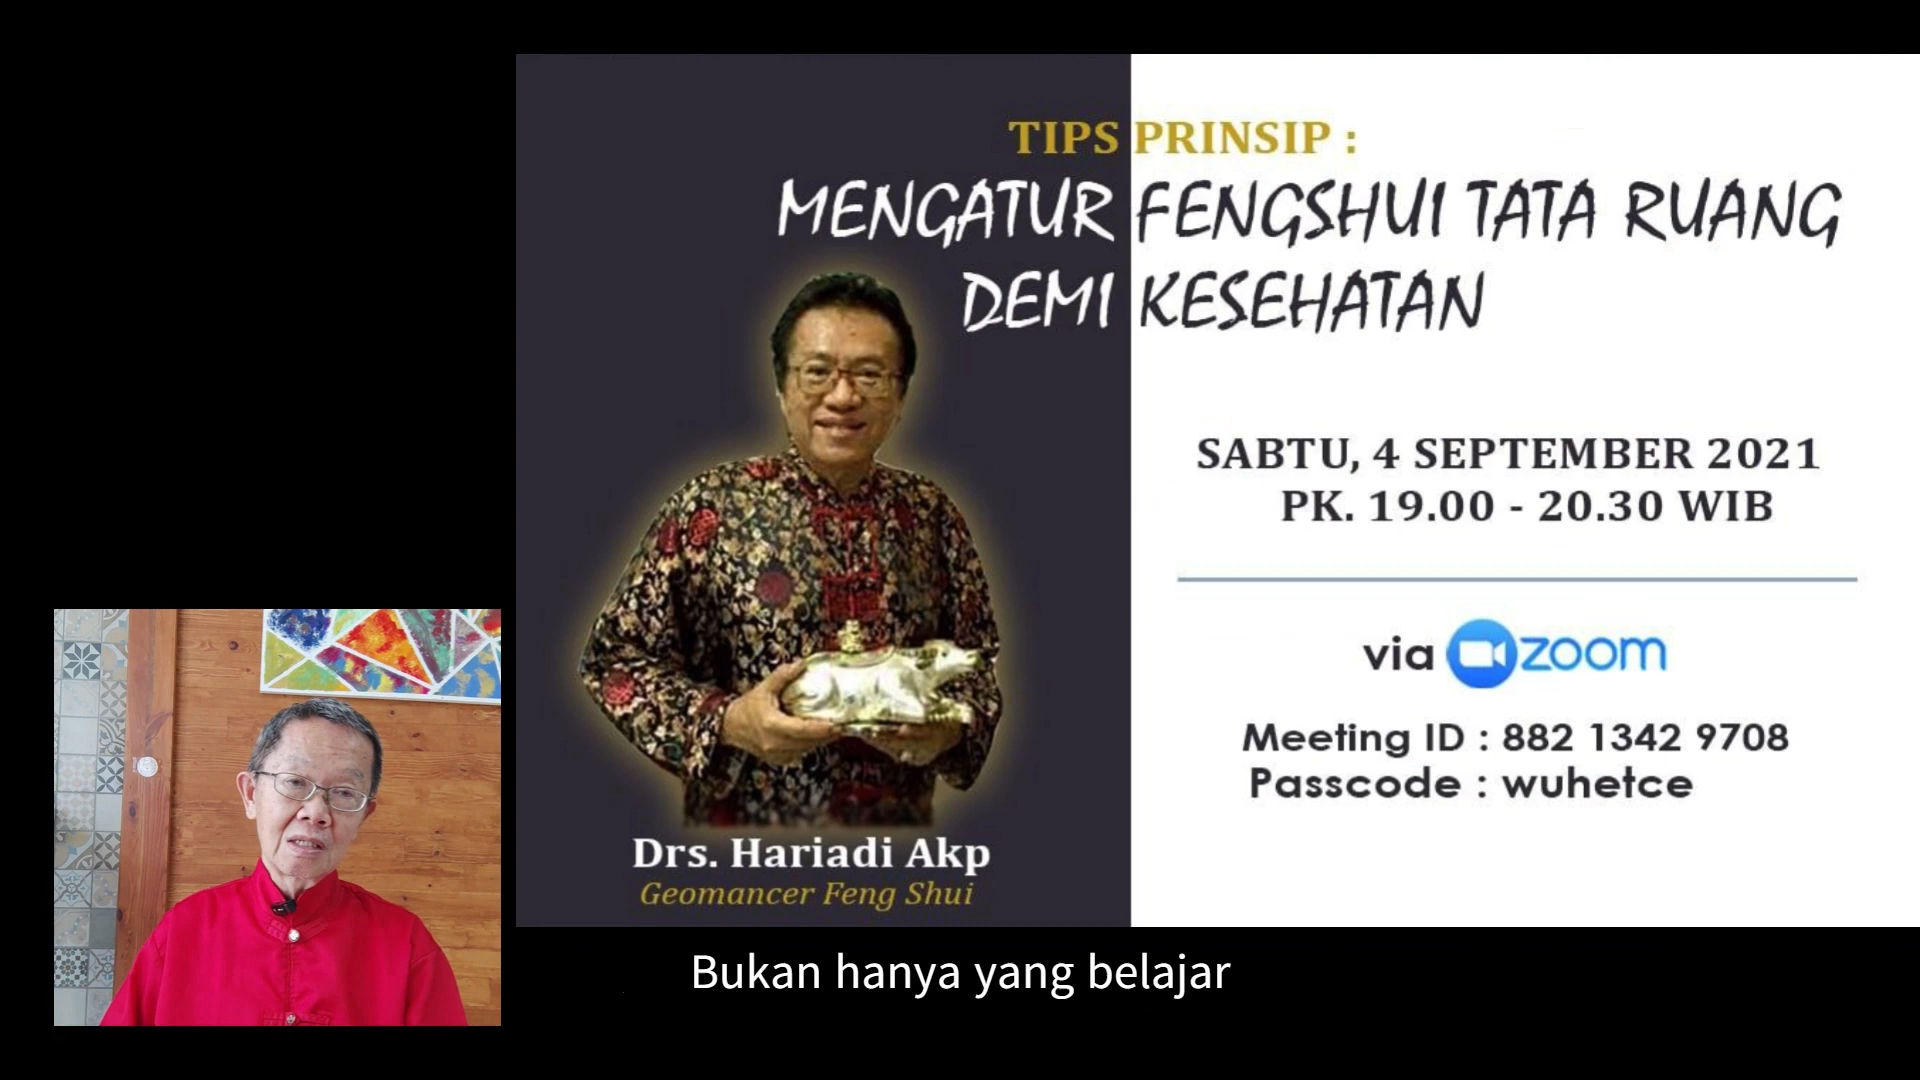 TIPS PRINSIP :
MENGATUR FENGSHUI TATA RUANG
DEMI KESEHATAN
SABTU, 4 SEPTEMBER 2021
PK. 19.00 - 20.30 WIB
via zoom
Meeting ID : 882 1342 9708
Passcode : wuhetce
Drs. Hariadi Akp
Geomancer Feng Shui
Bukan hanya yang belajar